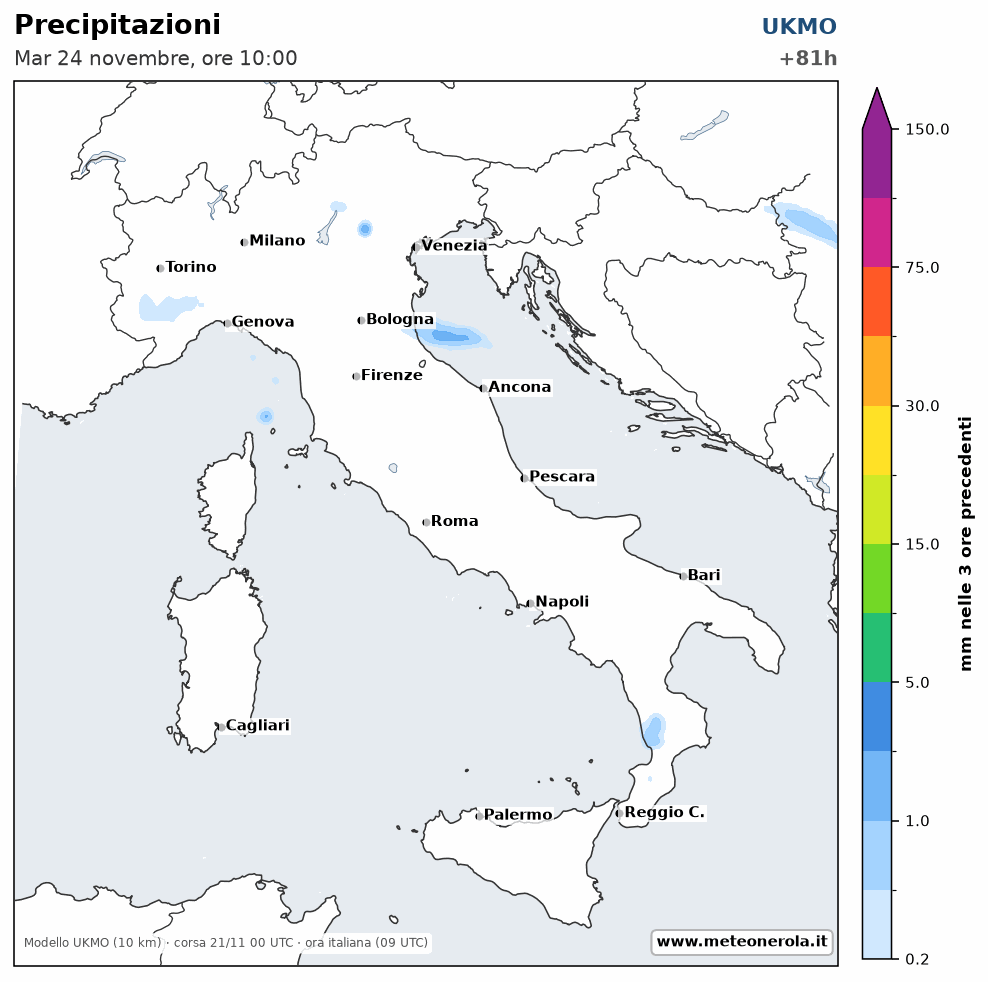 Precipitazioni
UKMO
Mar 24 novembre, ore 10:00
+81h
Milano
Venezia
Torino
Genova
Bologna
Firenze
Ancona
Pescara
Roma
Bari
Napoli
Cagliari
Palermo
Reggio C.
150.0
75.0
30.0
15.0
5.0
1.0
0.2
mm nelle 3 ore precedenti
Modello UKMO (10 km) · corsa 21/11 00 UTC · ora italiana (09 UTC)
www.meteonerola.it